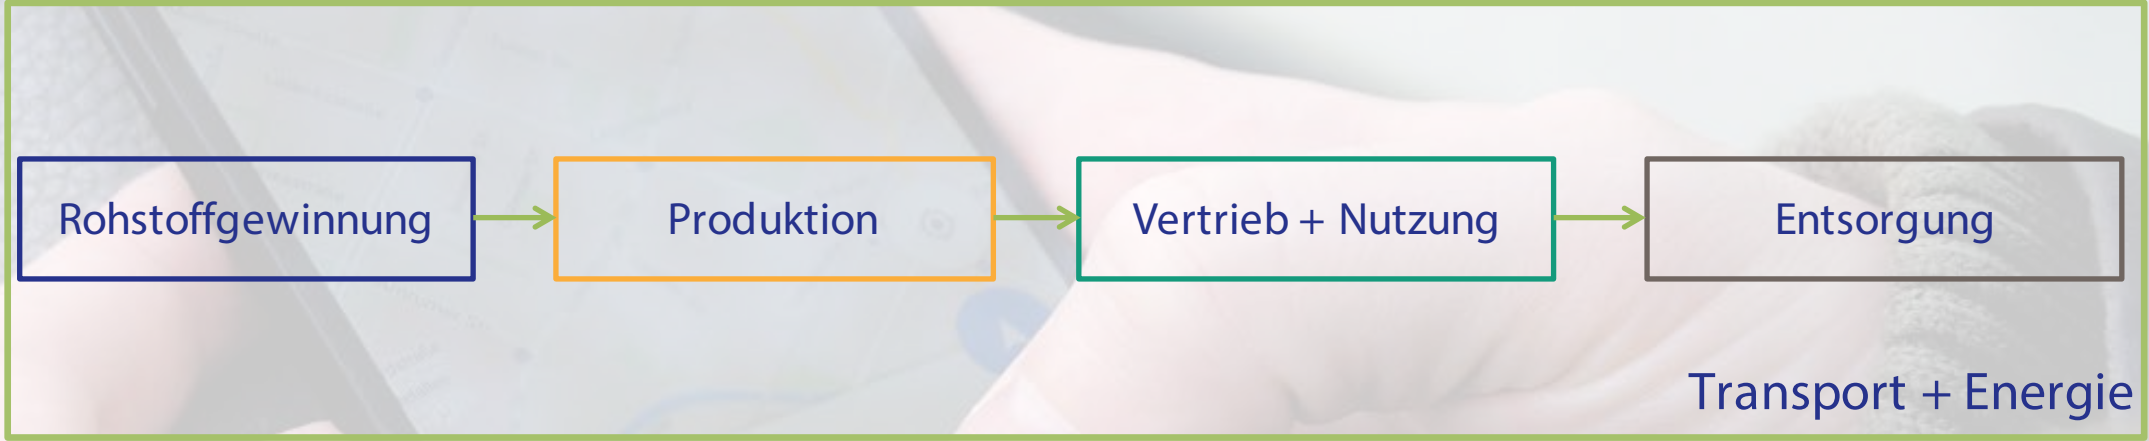 Rohstoffgewinnung
Produktion
Vertrieb + Nutzung
Entsorgung
Transport + Energie